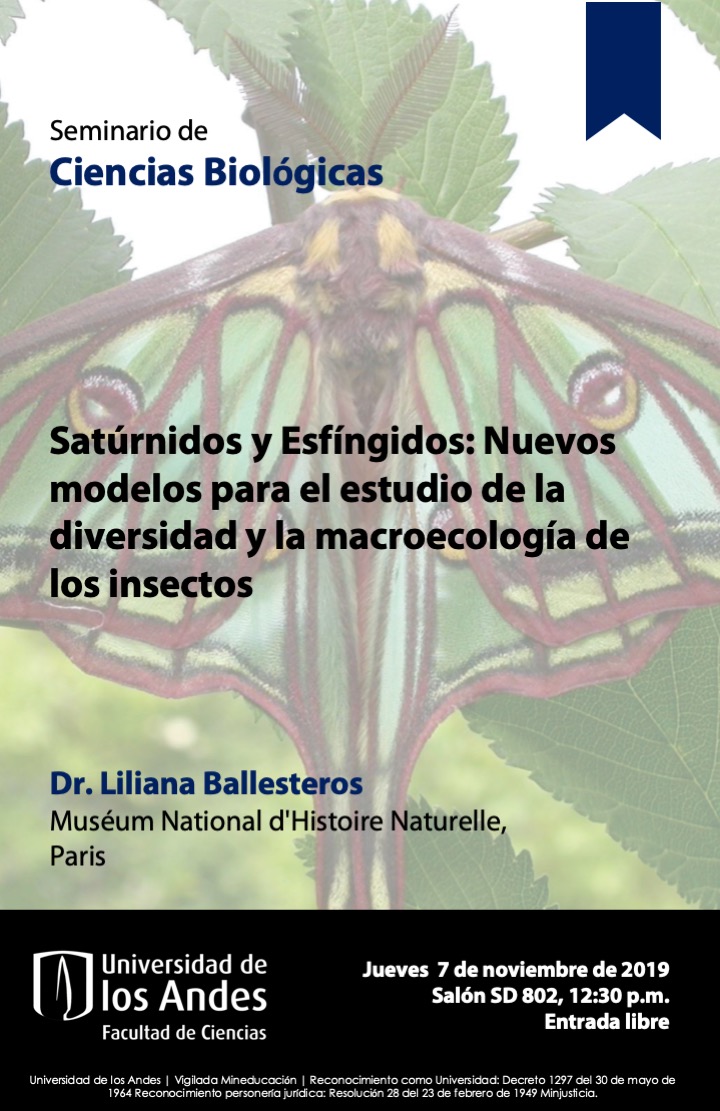 Seminario de
Ciencias Biológicas
Satúrnidos y Esfíngidos: Nuevos
modelos para el estudio de la
diversidad y la macroecología de
los insectos
Dr. Liliana Ballesteros
Muséum National d'Histoire Naturelle,
Paris
Universidad de
los Andes
Facultad de Ciencias
Jueves 7 de noviembre de 2019
Salón SD 802, 12:30 p.m.
Entrada libre
Universidad de los Andes | Vigilada Mineducación | Reconocimiento como Universidad: Decreto 1297 del 30 de mayo de
1964 Reconocimiento personería jurídica: Resolución 28 del 23 de febrero de 1949 Minjusticia.